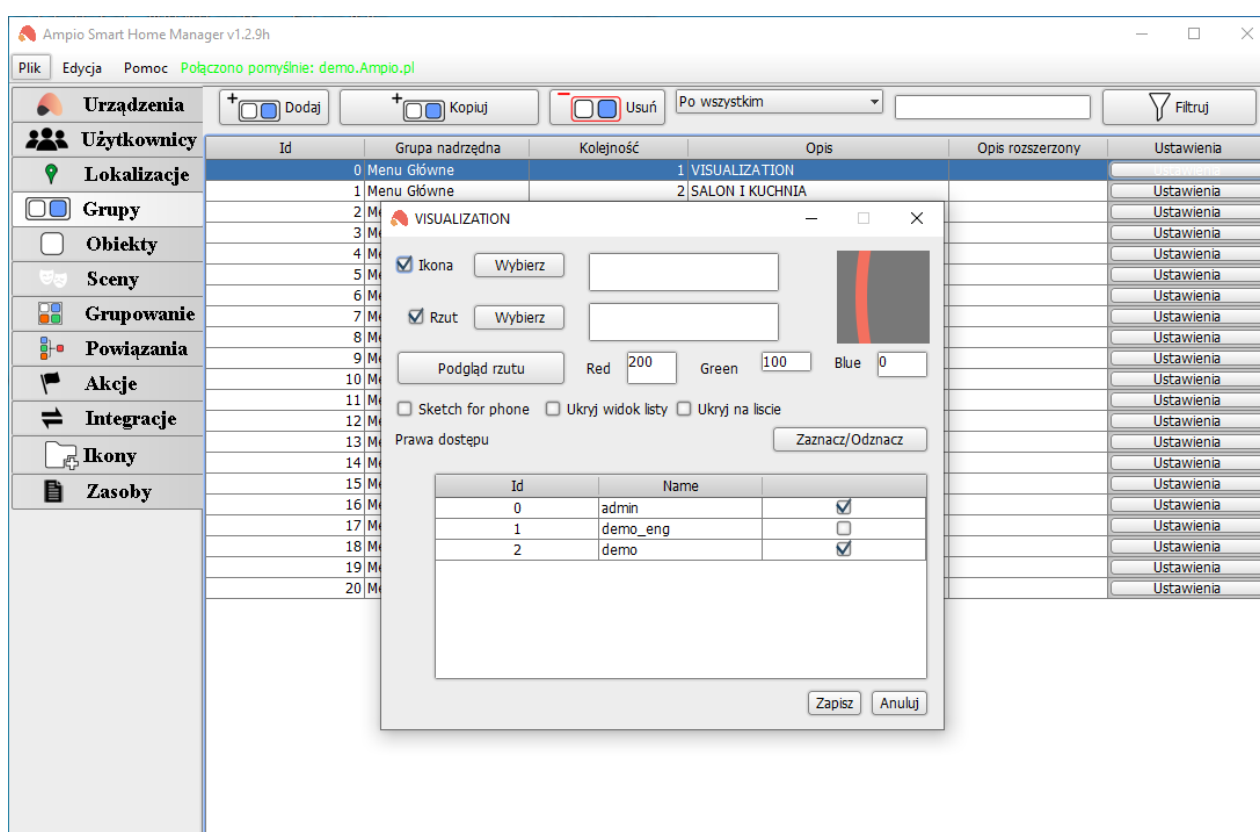 Ampio Smart Home Manager v1.2.9h
Plik Edycja Pomoc Połączono pomyślnie: demo.Ampio.pl
Urządzenia
Użytkownicy
Lokalizacje
Grupy
Obiekty
Sceny
Grupowanie
Powiązania
Akcje
Integracje
Ikony
Zasoby
Dodaj Kopiuj Usuń Po wszystkim Filtruj
Id Grupa nadrzędna Kolejność Opis Opis rozszerzony Ustawienia
0 Menu Główne 1 VISUALIZATION Ustawienia
1 Menu Główne 2 SALON I KUCHNIA Ustawienia
2 Ustawienia
3 Ustawienia
4 Ustawienia
5 Ustawienia
6 Ustawienia
7 Ustawienia
8 Ustawienia
9 Ustawienia
10 Ustawienia
11 Ustawienia
12 Ustawienia
13 Ustawienia
14 Ustawienia
15 Ustawienia
16 Ustawienia
17 Ustawienia
18 Ustawienia
19 Ustawienia
20 Ustawienia
VISUALIZATION
Ikona Wybierz
Rzut Wybierz
Podgląd rzutu Red 200 Green 100 Blue 0
Sketch for phone Ukryj widok listy Ukryj na liscie
Prawa dostępu Zaznacz/Odznacz
Id Name
0 admin
1 demo_eng
2 demo
Zapisz Anuluj